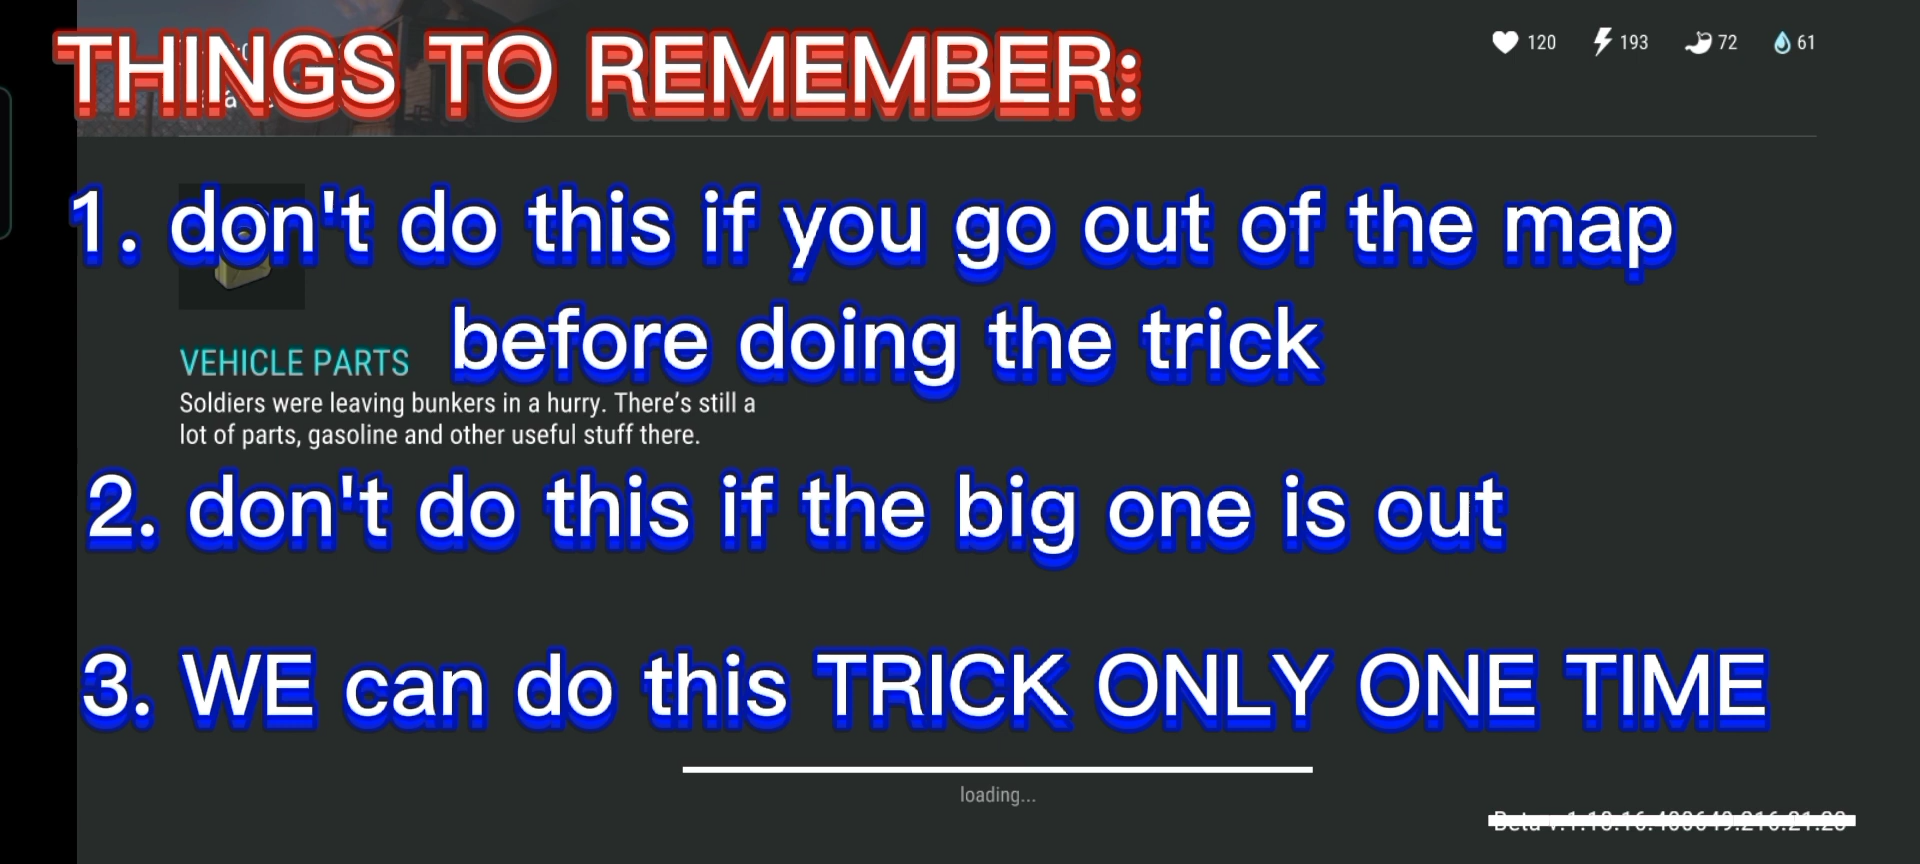 THINGS TO REMEMBER:
120 193 72 61
1. don't do this if you go out of the map
before doing the trick
VEHICLE PARTS
Soldiers were leaving bunkers in a hurry. There's still a
lot of parts, gasoline and other useful stuff there.
2. don't do this if the big one is out
3. WE can do this TRICK ONLY ONE TIME
loading...